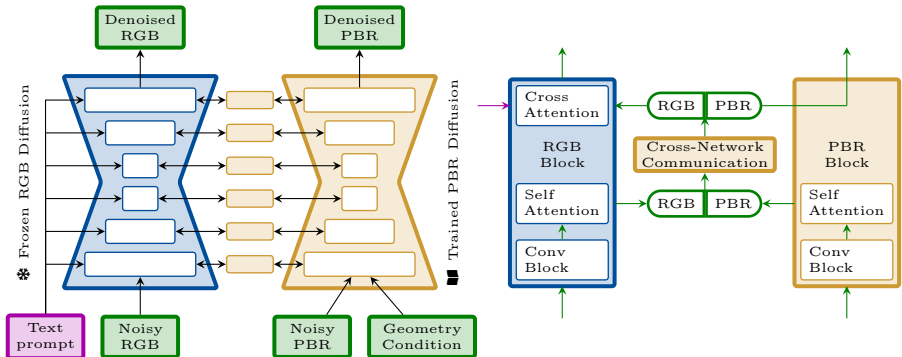 Denoised
RGB
Denoised
PBR
Frozen RGB Diffusion
Trained PBR Diffusion
Text
prompt
Noisy
RGB
Noisy
PBR
Geometry
Condition
Cross
Attention
RGB
Block
Self
Attention
Conv
Block
RGB
PBR
Cross-Network
Communication
RGB
PBR
PBR
Block
Self
Attention
Conv
Block